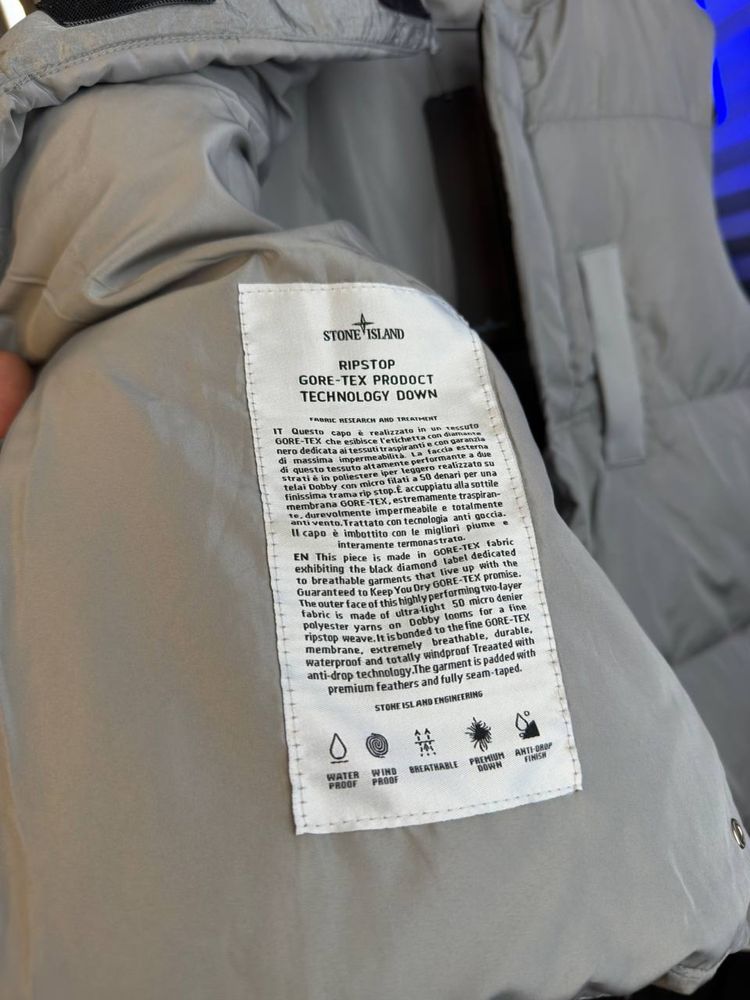 STONE ISLAND
RIPSTOP
GORE-TEX PRODOCT
TECHNOLOGY DOWN
FABRIC RESEARCH AND TREATMENT
IT Questo capo è realizzato in un tessuto
GORE-TEX che esibisce l'etichetta con diamante
nero dedicata ai tessuti traspiranti e con garanzia
di massima impermeabilità. La faccia esterna
di questo tessuto altamente performante a due
strati è in poliestere iper leggero realizzato su
telai Dobby con micro filati a 50 denari per una
finissima trama rip stop.É accuppiatu alla sottile
membrana GORE-TEX, estremamente traspiran-
te, durevolmente impermeabile e totalmente
anti vento.Trattato con tecnologia anti goccia.
Il capo è imbottito con le migliori piume e
interamente termonastrato.
EN This piece is made in GORE-TEX fabric
exhibiting the black diamond label dedicated
to breathable garments that live up with the
Guaranteed to Keep You Dry GORE-TEX promise.
The outer face of this highly performing two-layer
fabric is made of ultra-light 50 micro denier
polyester yarns on Dobby looms for a fine
ripstop weave.It is bonded to the fine GORE-TEX
membrane, extremely breathable, durable,
waterproof and totally windproof Treaated with
anti-drop technology.The garment is padded with
premium feathers and fully seam-taped.
STONE ISLAND ENGINEERING
WATER PROOF
WIND PROOF
BREATHABLE
PREMIUM DOWN
ANTI-DROP FINISH